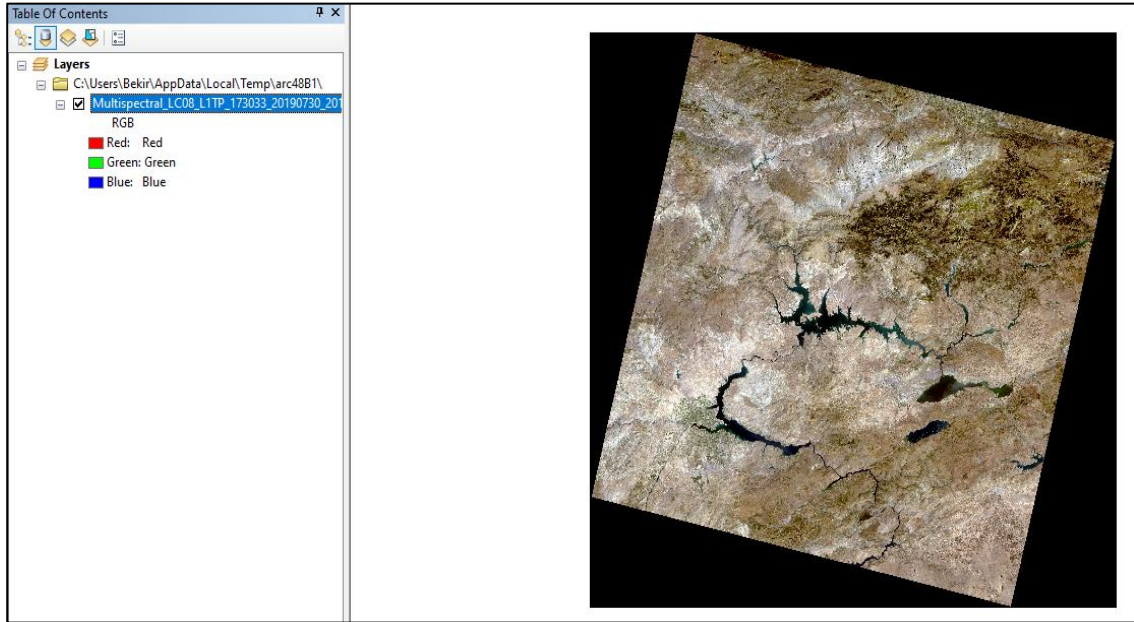 Table Of Contents
Layers
C:\Users\Bekir\AppData\Local\Temp\arc48B1\
Multispectral_LC08_L1TP_173033_20190730_201
RGB
Red: Red
Green: Green
Blue: Blue